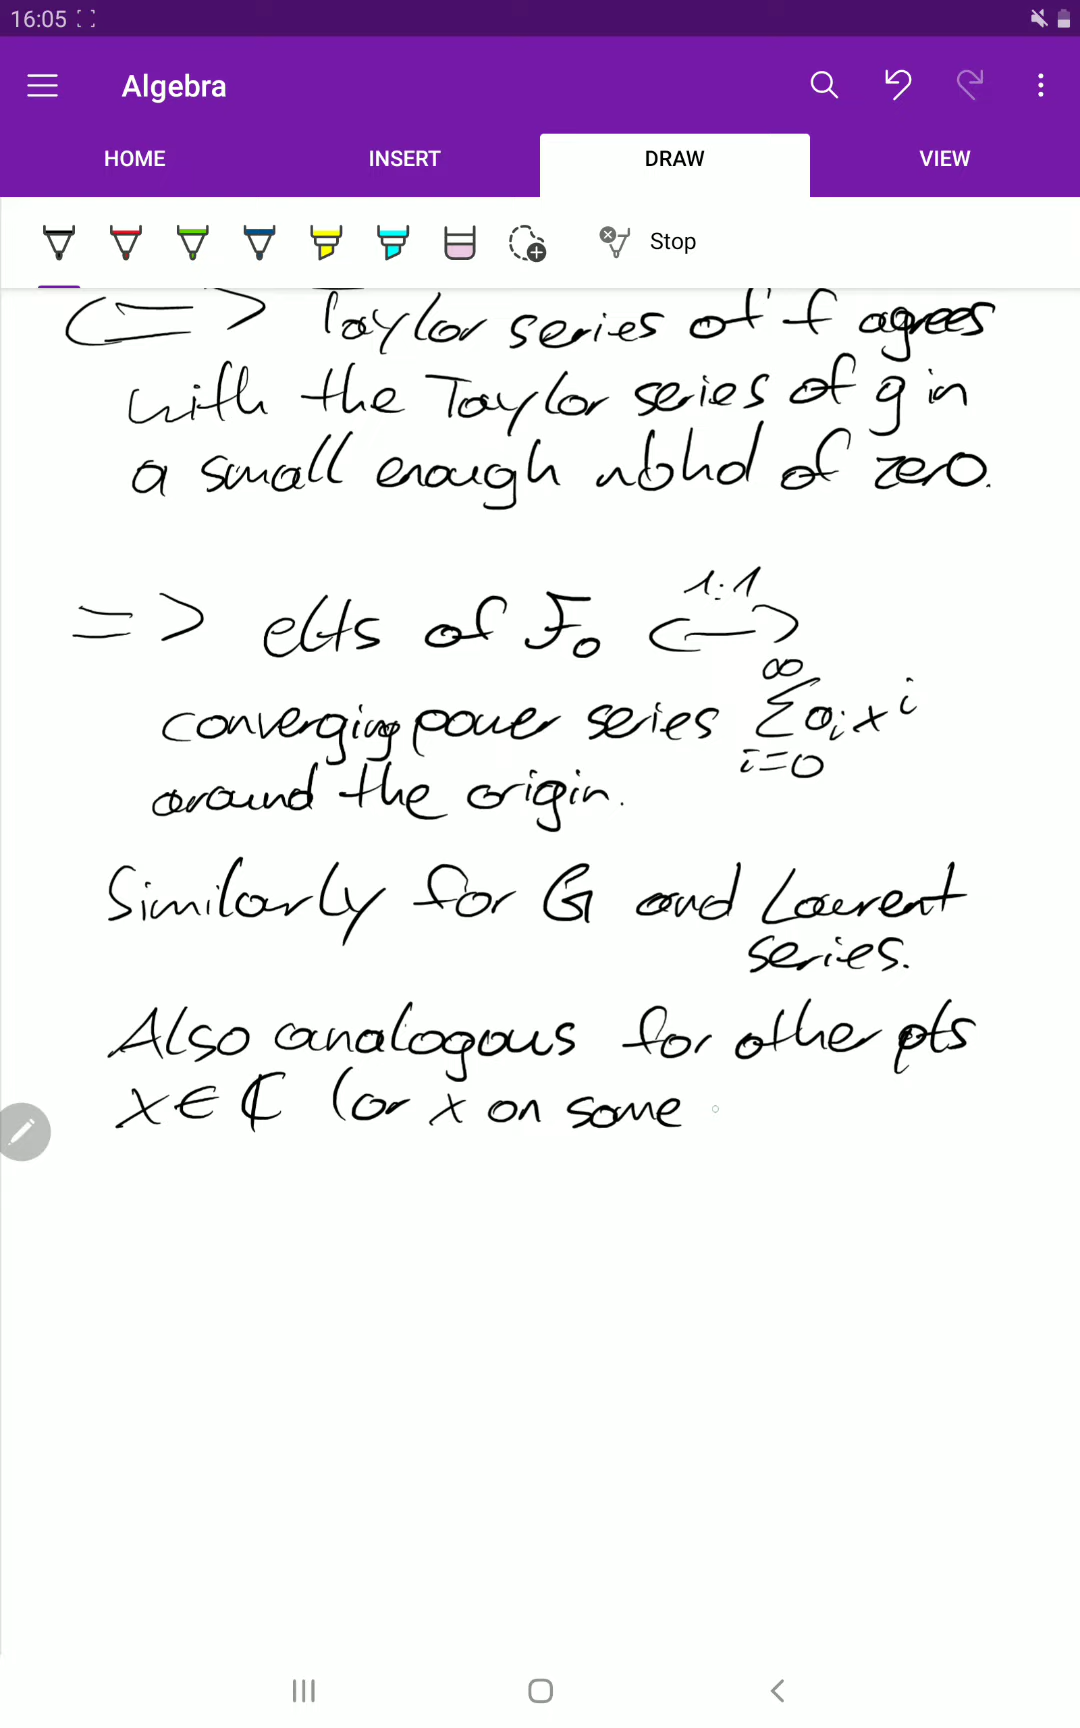 16:05
Algebra
HOME INSERT DRAW VIEW
Stop
<=> Taylor series of f agrees
with the Taylor series of g in
a small enough nbhd of zero.
=> elts of F₀ <-> 1:1
converging power series ∑_{i=0}^{∞} a_i x^i
around the origin.
Similarly for G and Laurent
series.
Also analogous for other pts
x ∈ ℂ (or x on some